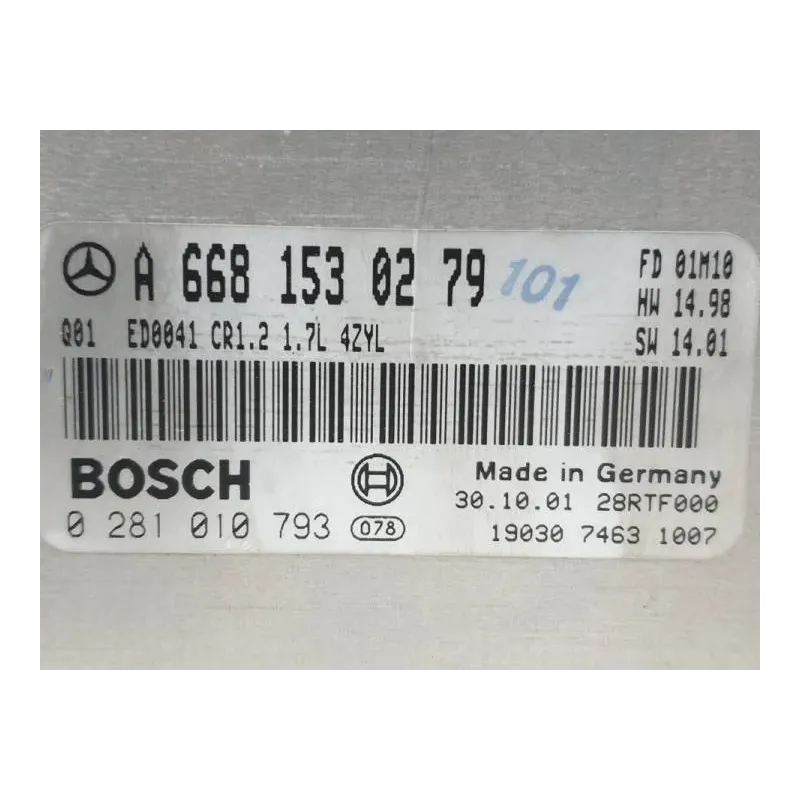 A 668 153 02 79 101 FD 01M10
HW 14.98
Q01 ED0041 CR1.2 1.7L 4ZYL SW 14.01
BOSCH Made in Germany
30.10.01 28RTF000
0 281 010 793 078 19030 7463 1007